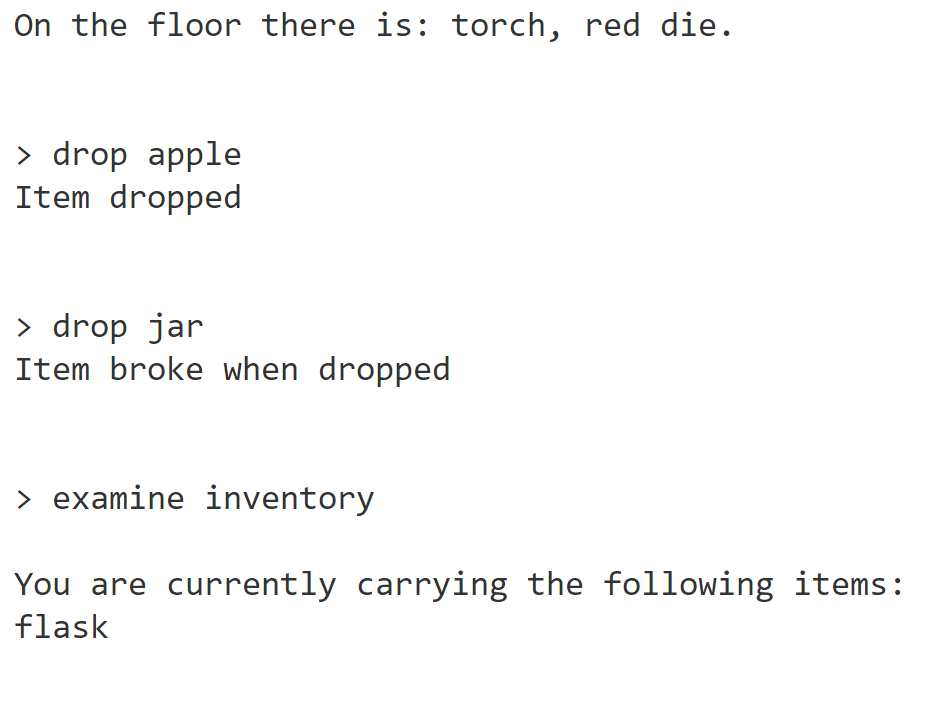 On the floor there is: torch, red die.
> drop apple
Item dropped
> drop jar
Item broke when dropped
> examine inventory
You are currently carrying the following items:
flask